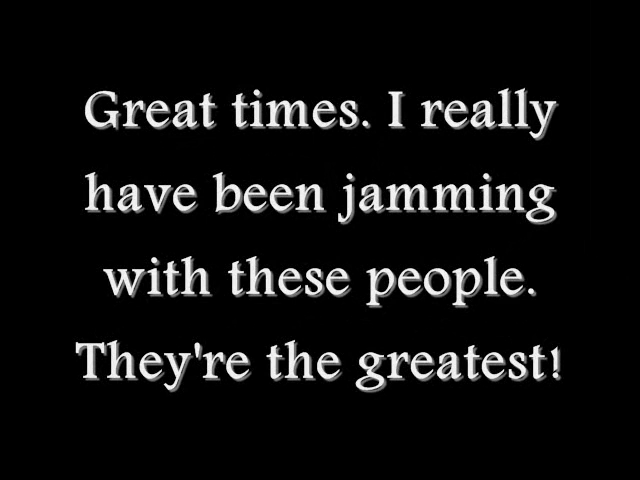 Great times. I really
have been jamming
with these people.
They're the greatest!